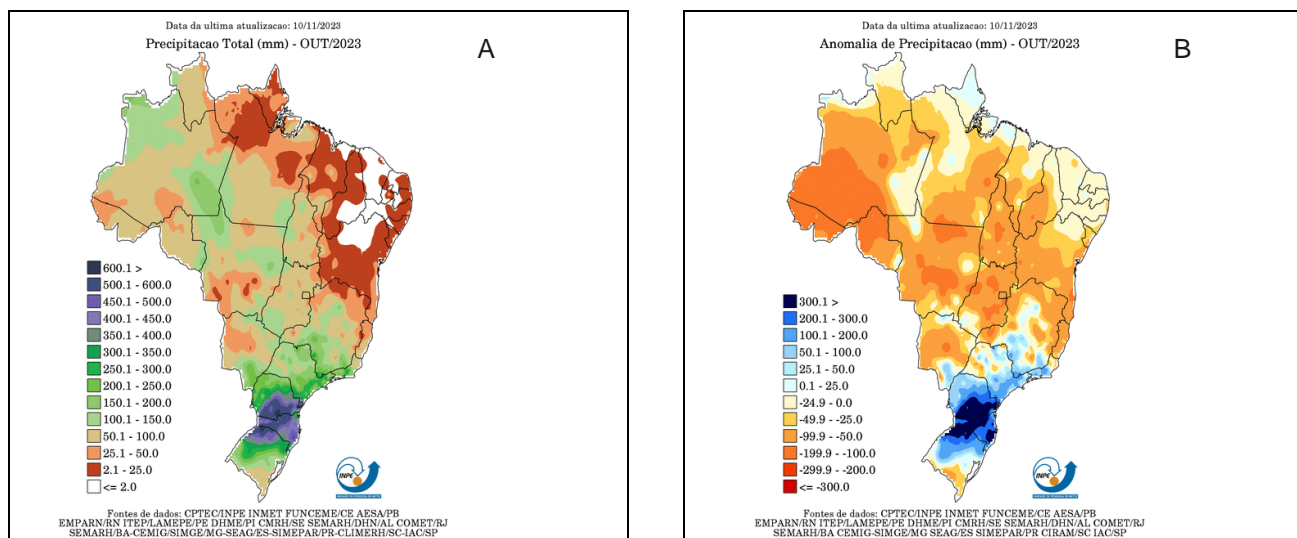 Data da ultima atualizacao: 10/11/2023
Precipitacao Total (mm) - OUT/2023
A
600.1 >
500.1 - 600.0
450.1 - 500.0
400.1 - 450.0
350.1 - 400.0
300.1 - 350.0
250.1 - 300.0
200.1 - 250.0
150.1 - 200.0
100.1 - 150.0
50.1 - 100.0
25.1 - 50.0
2.1 - 25.0
<= 2.0
INPE
Fontes de dados: CPTEC/INPE INMET FUNCEME/CE AESA/PB
EMPARN/RN ITEP/LAMEPE/PE DHME/PI CMRH/SE SEMARH/DHN/AL COMET/RJ
SEMARH/BA-CEMIG/SIMGE/MG-SEAG/ES-SIMEPAR/PR-CLIMERH/SC-IAC/SP
Data da ultima atualizacao: 10/11/2023
Anomalia de Precipitacao (mm) - OUT/2023
B
300.1 >
200.1 - 300.0
100.1 - 200.0
50.1 - 100.0
25.1 - 50.0
0.1 - 25.0
-24.9 - 0.0
-49.9 - -25.0
-99.9 - -50.0
-199.9 - -100.0
-299.9 - -200.0
<= -300.0
INPE
Fontes de dados: CPTEC/INPE INMET FUNCEME/CE AESA/PB
EMPARN/RN ITEP/LAMEPE/PE DHME/PI CMRH/SE SEMARH/DHN/AL COMET/RJ
SEMARH/BA CEMIG-SIMGE/MG SEAG/ES SIMEPAR/PR CIRAM/SC IAC/SP